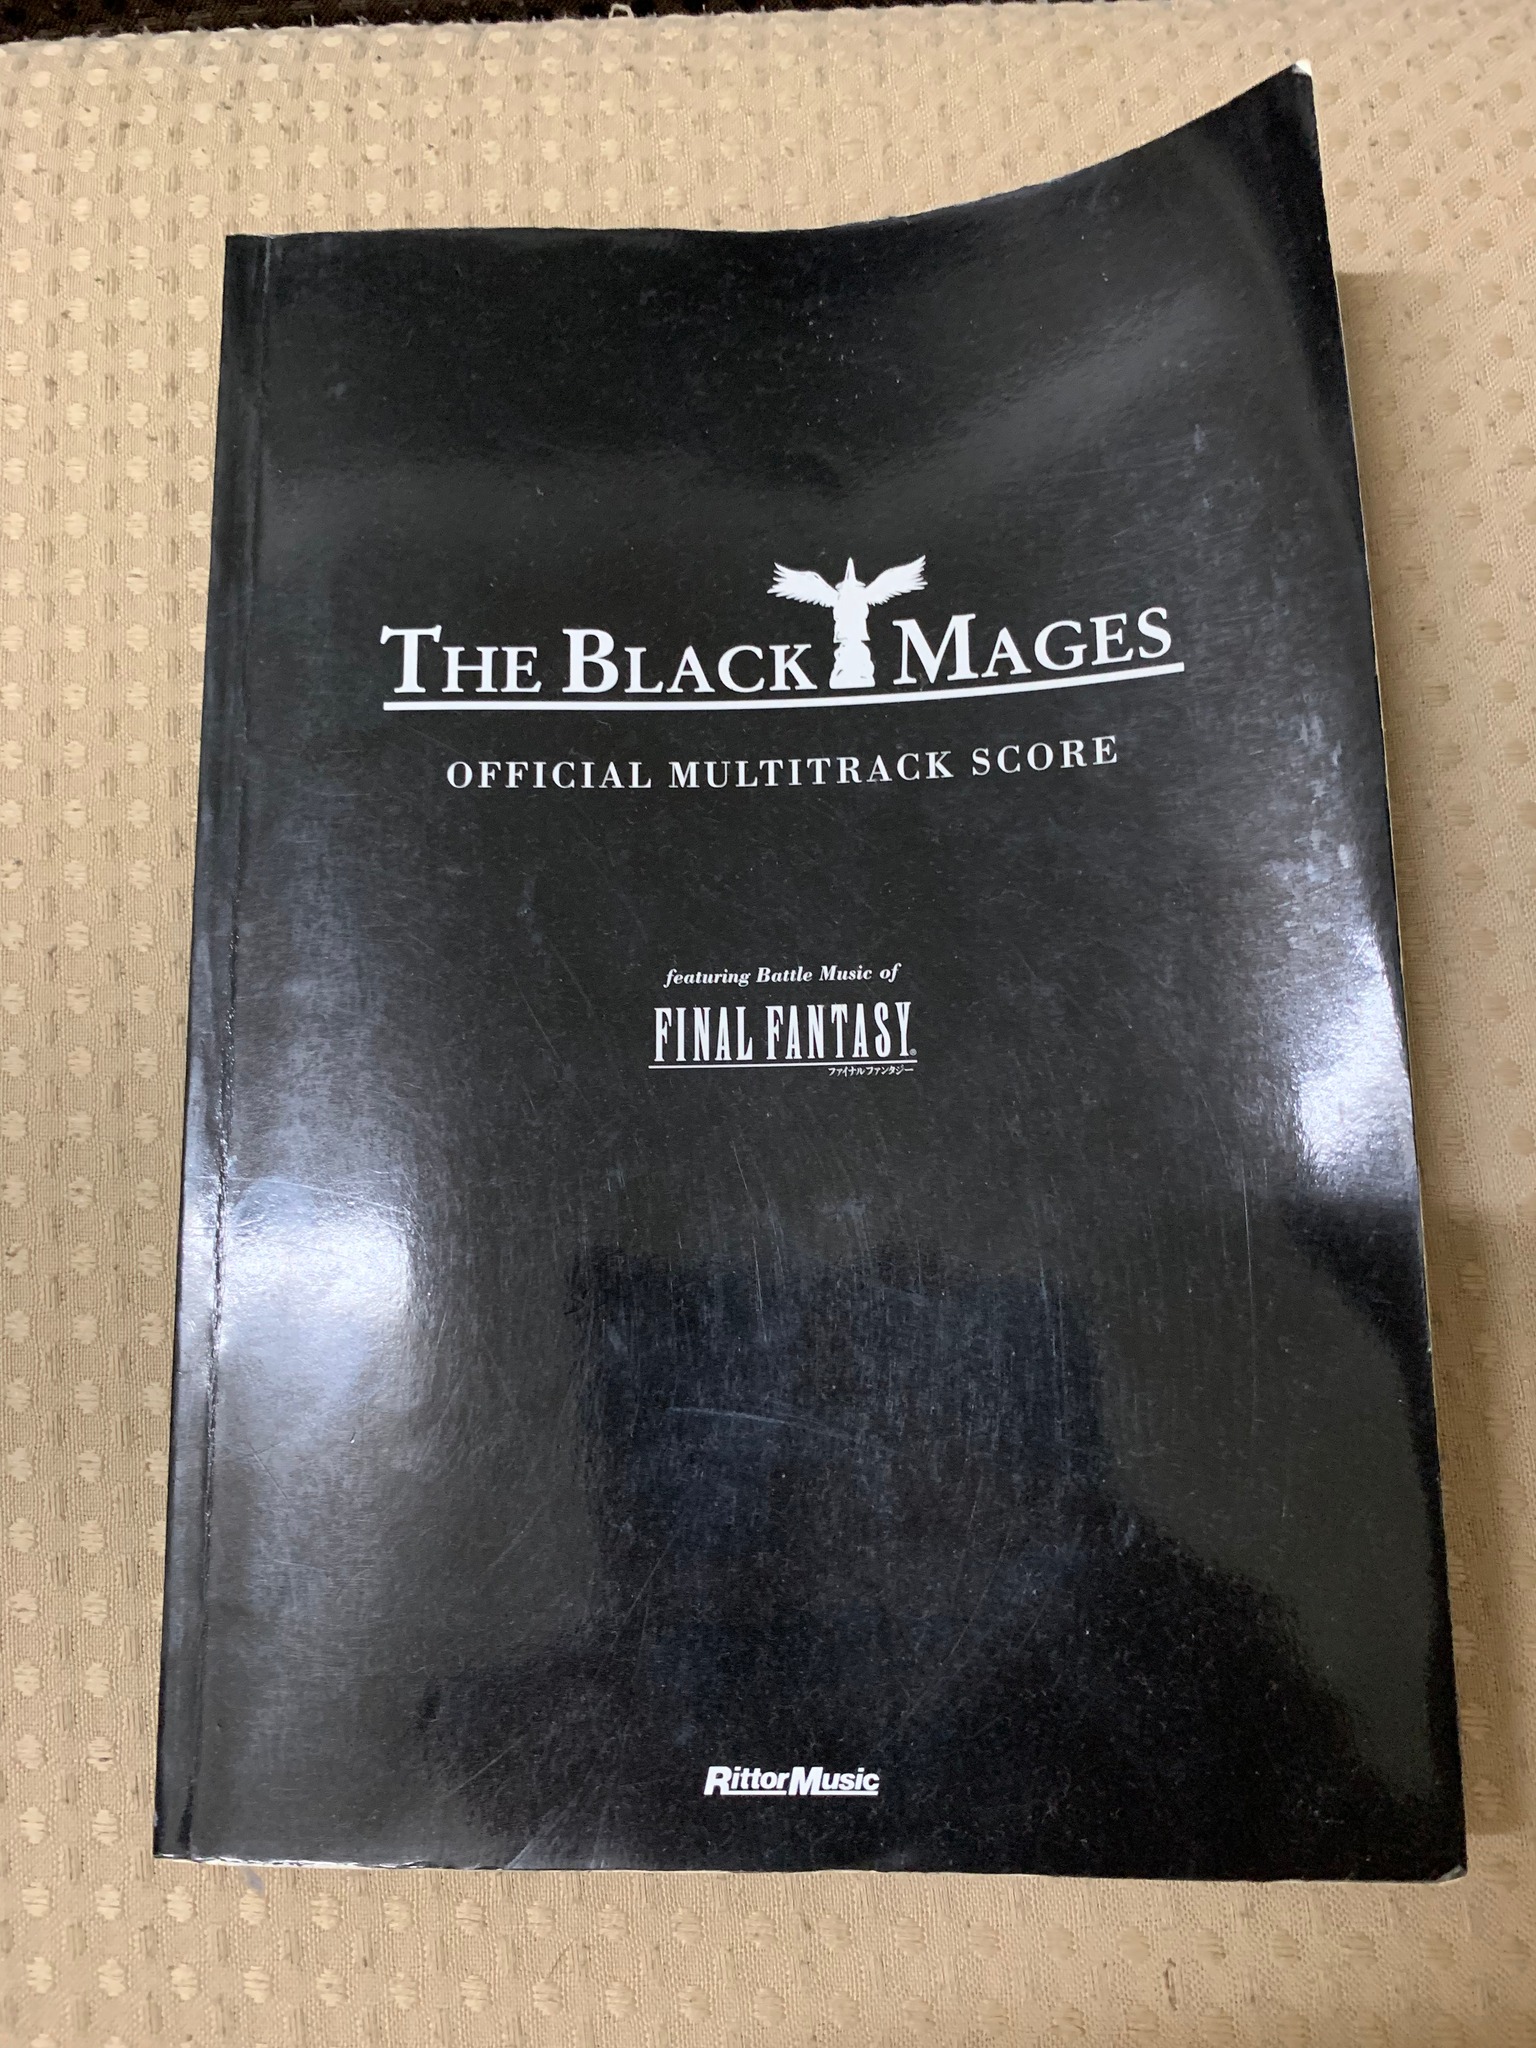 THE BLACK MAGES
OFFICIAL MULTITRACK SCORE
featuring Battle Music of
FINAL FANTASY®
ファイナルファンタジー
RittorMusic